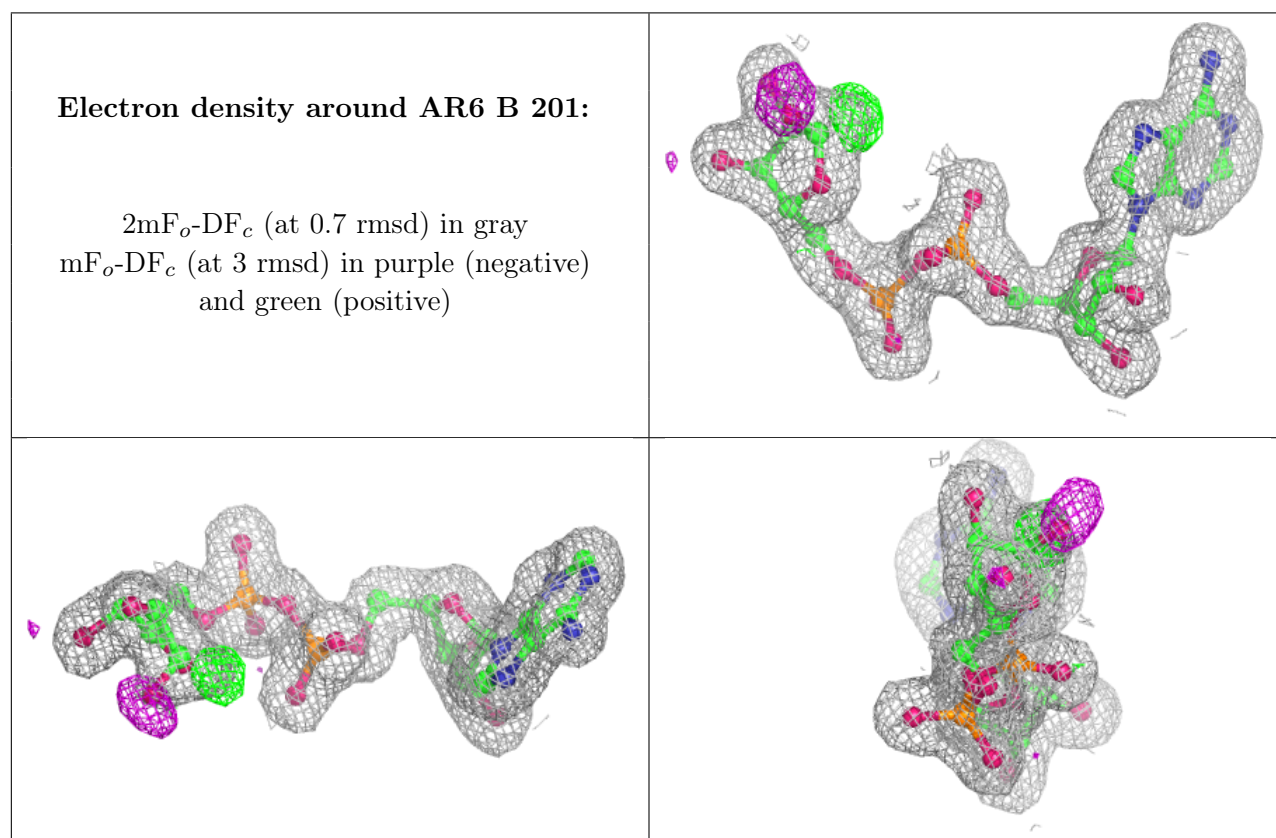 Electron density around AR6 B 201:
2mFo-DFc (at 0.7 rmsd) in gray
mFo-DFc (at 3 rmsd) in purple (negative)
and green (positive)